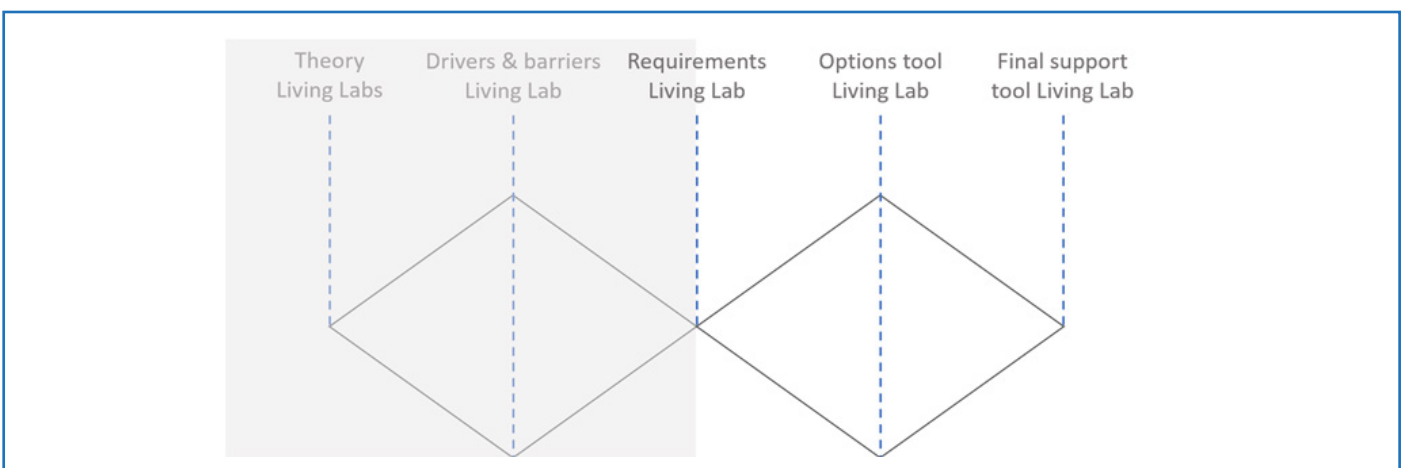 Theory
Living Labs
Drivers & barriers
Living Lab
Requirements
Living Lab
Options tool
Living Lab
Final support
tool Living Lab